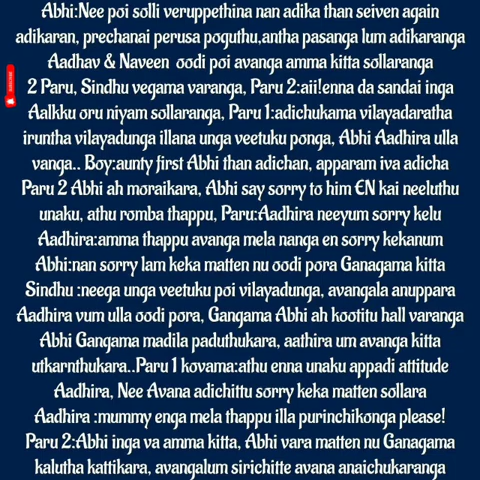 Abhi:Nee poi solli veruppethina nan adika than seiven again
adikaran, prechanai perusa poguthu,antha pasanga lum adikaranga
Aadhav & Naveen oodi poi avanga amma kitta sollaranga
2 Paru, Sindhu vegama varanga, Paru 2:aii!enna da sandai inga
Aalkku oru niyam sollaranga, Paru 1:adichukama vilayadaratha
iruntha vilayadunga illana unga veetuku ponga, Abhi Aadhira ulla
vanga.. Boy:aunty first Abhi than adichan, apparam iva adicha
Paru 2 Abhi ah moraikara, Abhi say sorry to him EN kai neeluthu
unaku, athu romba thappu, Paru:Aadhira neeyum sorry kelu
Aadhira:amma thappu avanga mela nanga en sorry kekanum
Abhi:nan sorry lam keka matten nu oodi pora Ganagama kitta
Sindhu :neega unga veetuku poi vilayadunga, avangala anuppara
Aadhira vum ulla oodi pora, Gangama Abhi ah kootitu hall varanga
Abhi Gangama madila paduthukara, aathira um avanga kitta
utkarnthukara..Paru 1 kovama:athu enna unaku appadi attitude
Aadhira, Nee Avana adichittu sorry keka matten sollara
Aadhira :mummy enga mela thappu illa purinchikonga please!
Paru 2:Abhi inga va amma kitta, Abhi vara matten nu Ganagama
kalutha kattikara, avangalum sirichitte avana anaichukaranga